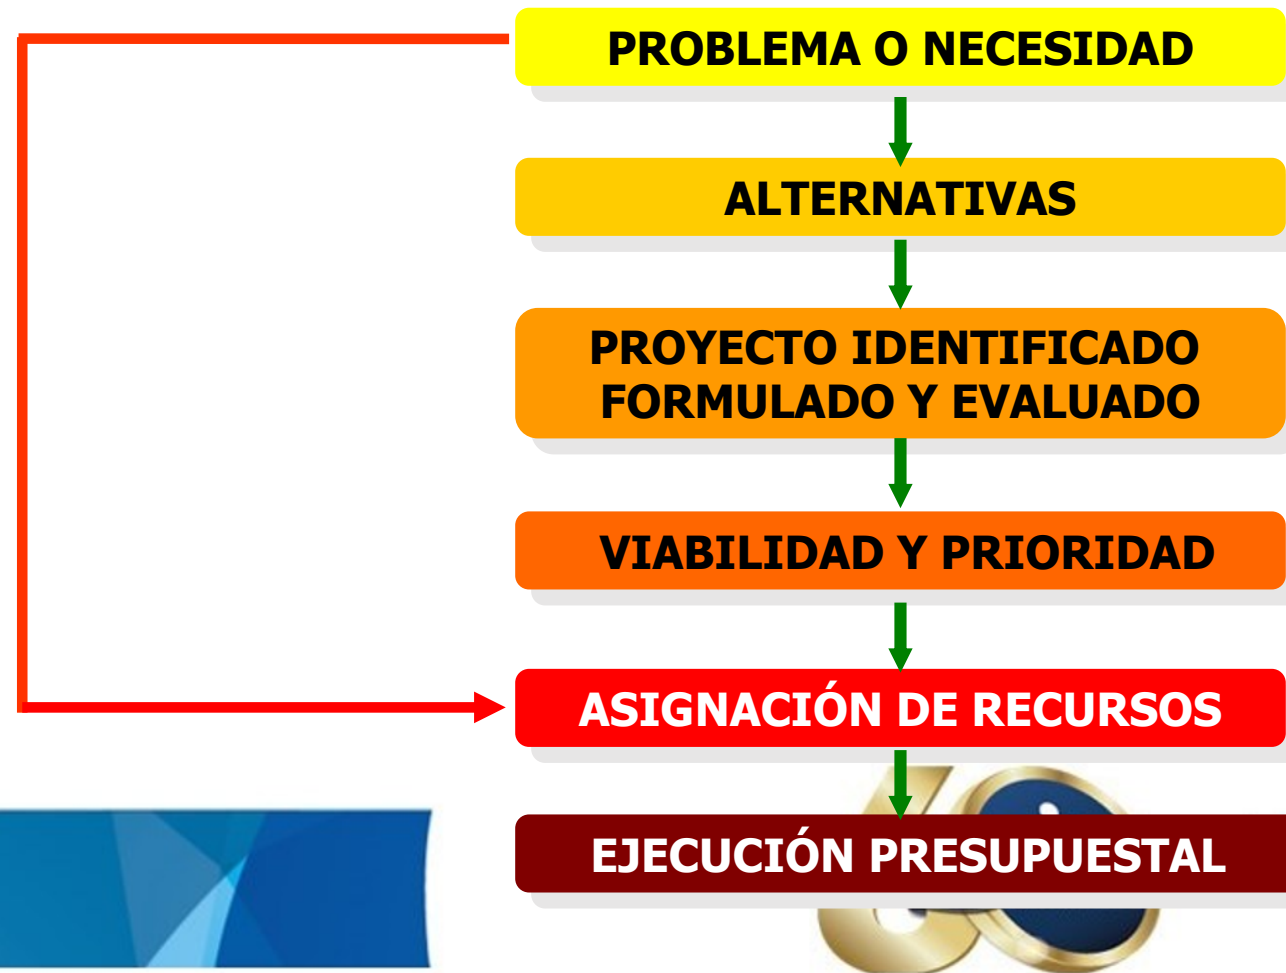 PROBLEMA O NECESIDAD
ALTERNATIVAS
PROYECTO IDENTIFICADO
FORMULADO Y EVALUADO
VIABILIDAD Y PRIORIDAD
ASIGNACIÓN DE RECURSOS
EJECUCIÓN PRESUPUESTAL